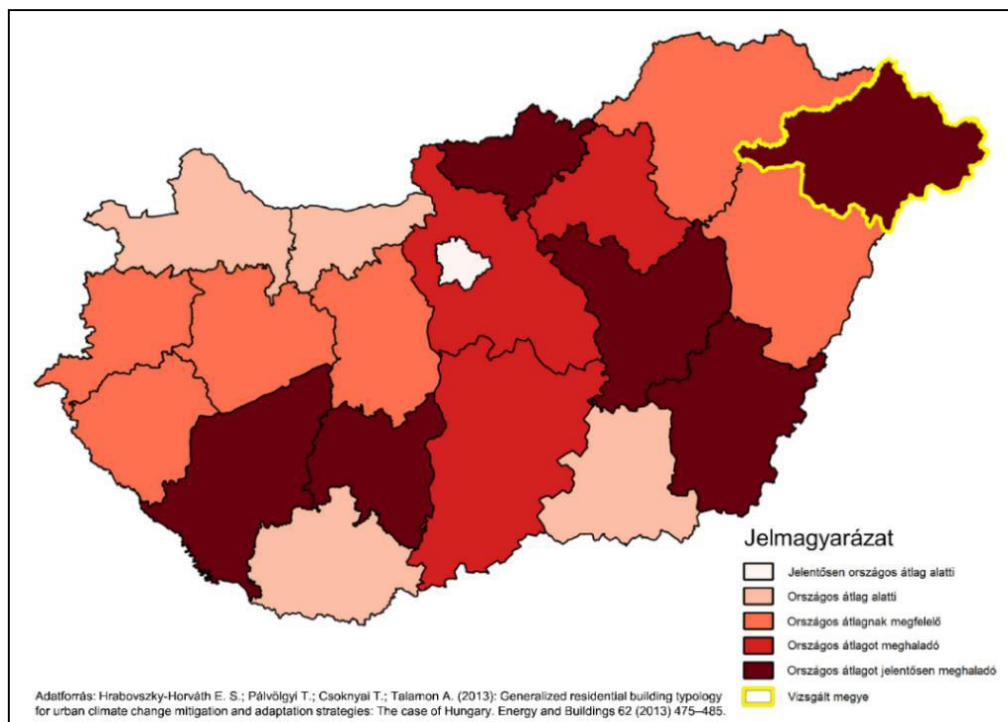 Jelmagyarázat
Jelentősen országos átlag alatti
Országos átlag alatti
Országos átlagnak megfelelő
Országos átlagot meghaladó
Országos átlagot jelentősen meghaladó
Vizsgált megye
Adatforrás: Hrabovszky-Horváth E. S.; Pálvölgyi T.; Csoknyai T.; Talamon A. (2013): Generalized residential building typology
for urban climate change mitigation and adaptation strategies: The case of Hungary. Energy and Buildings 62 (2013) 475–485.